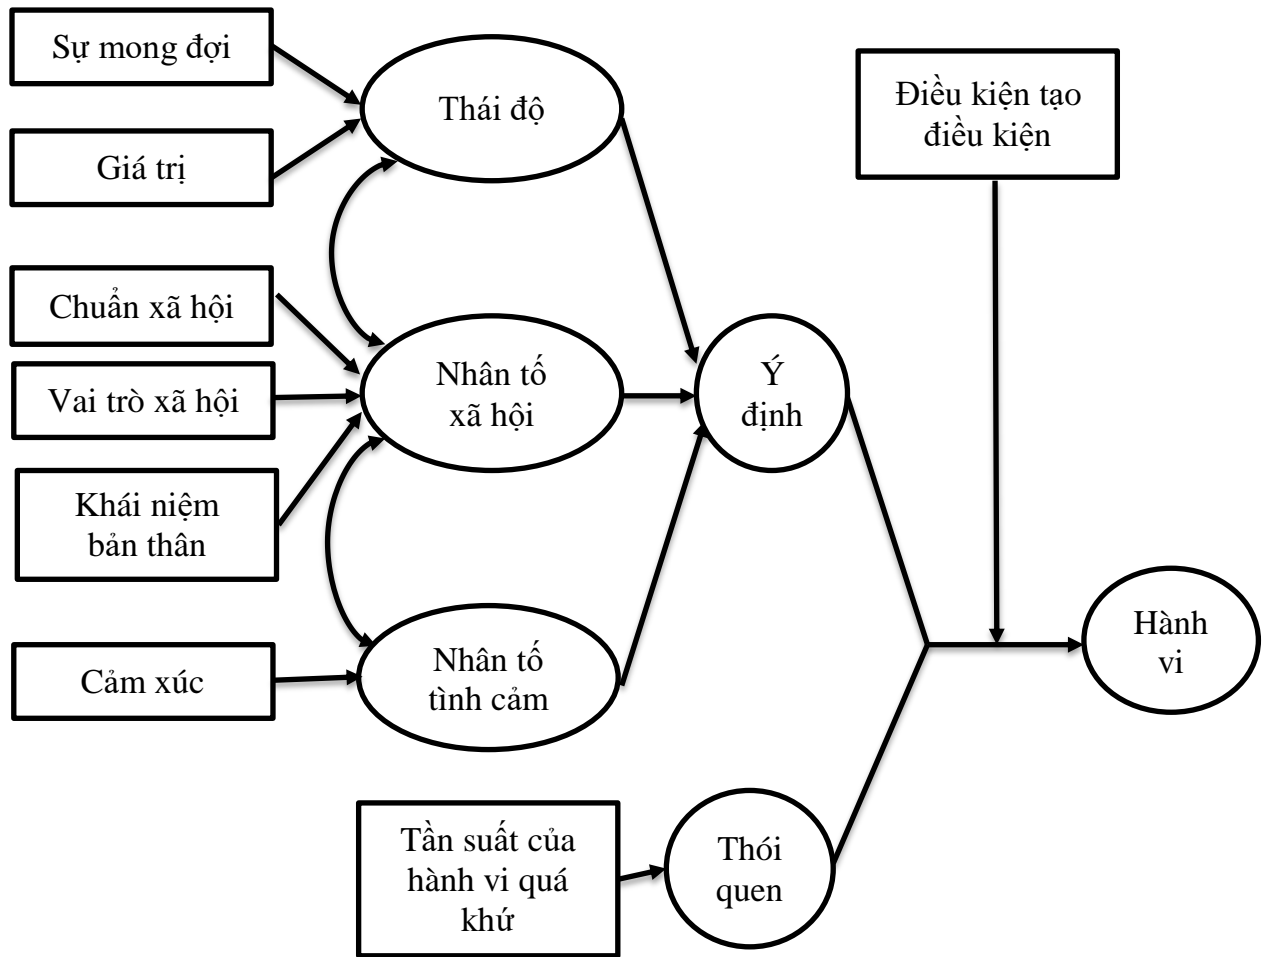 Sự mong đợi
Giá trị
Chuẩn xã hội
Vai trò xã hội
Khái niệm
bản thân
Cảm xúc
Thái độ
Nhân tố
xã hội
Nhân tố
tình cảm
Tần suất của
hành vi quá
khứ
Ý
định
Thói
quen
Điều kiện tạo
điều kiện
Hành
vi